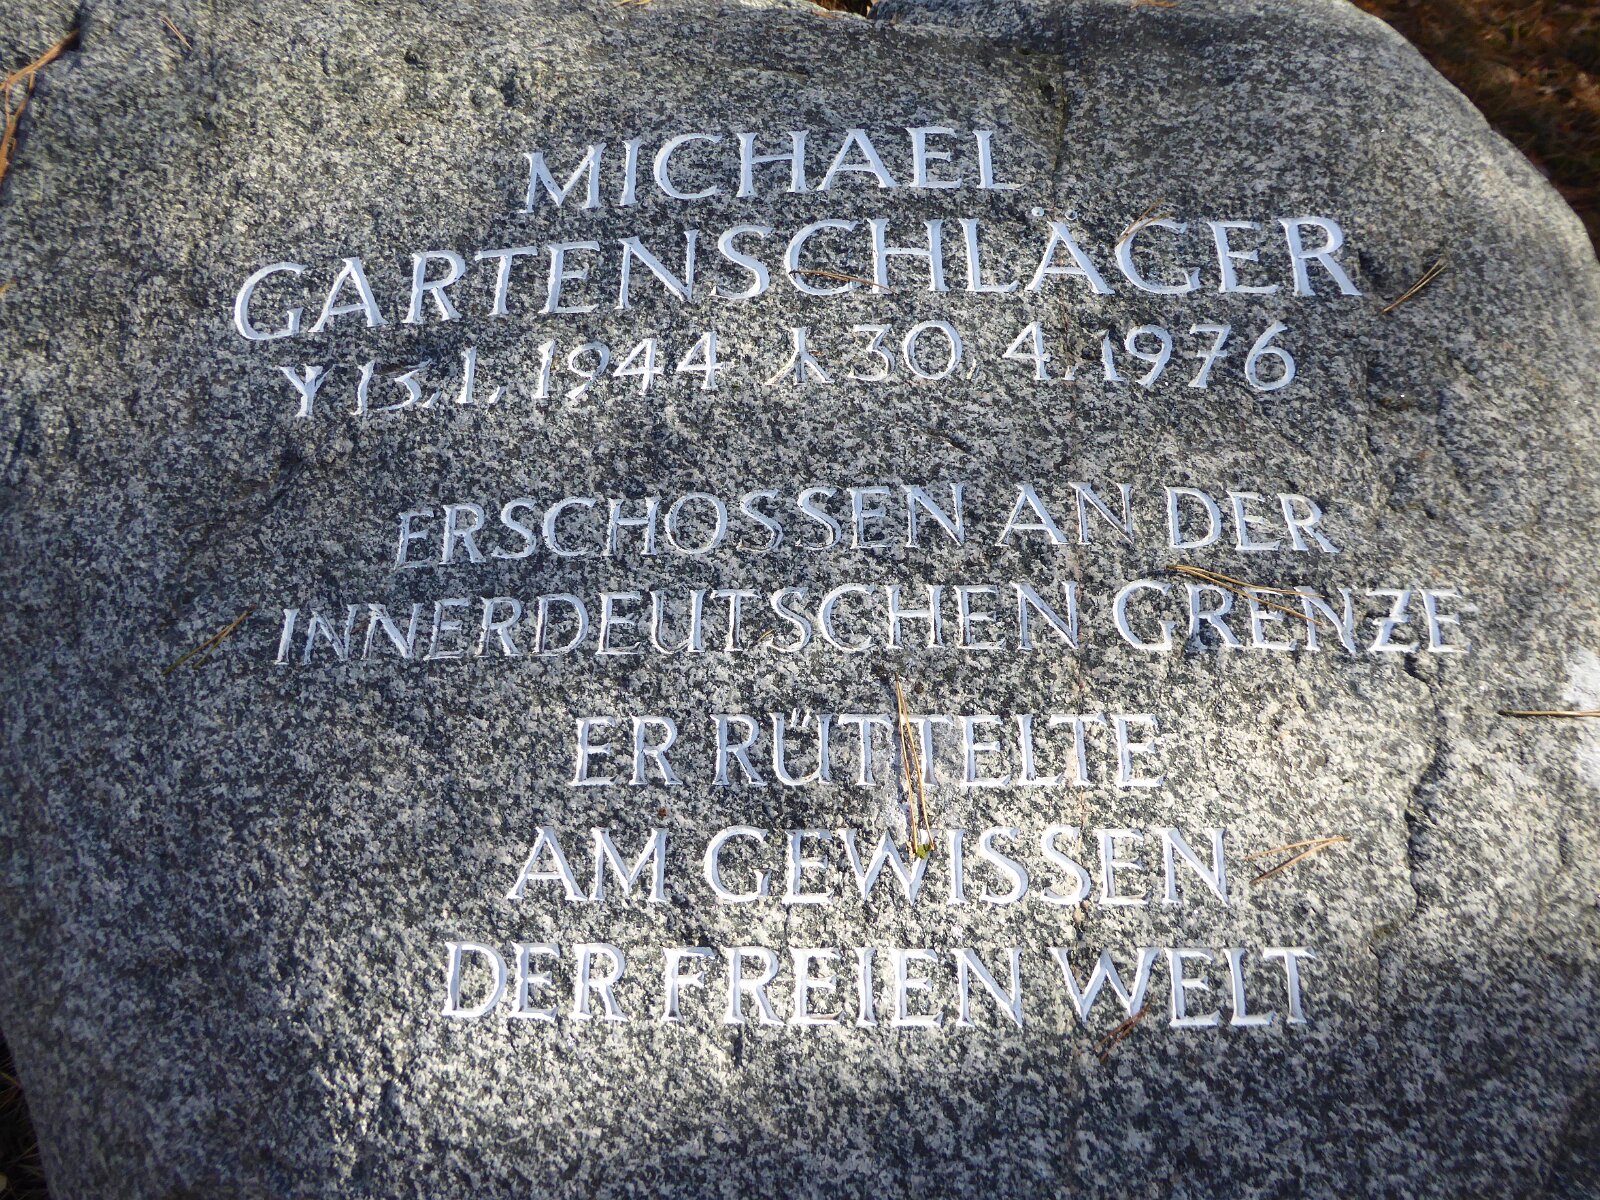 MICHAEL
GARTENSCHLÄGER
ᛉ 13.1.1944 ᛣ 30.4.1976
ERSCHOSSEN AN DER
INNERDEUTSCHEN GRENZE
ER RÜTTELTE
AM GEWISSEN
DER FREIEN WELT